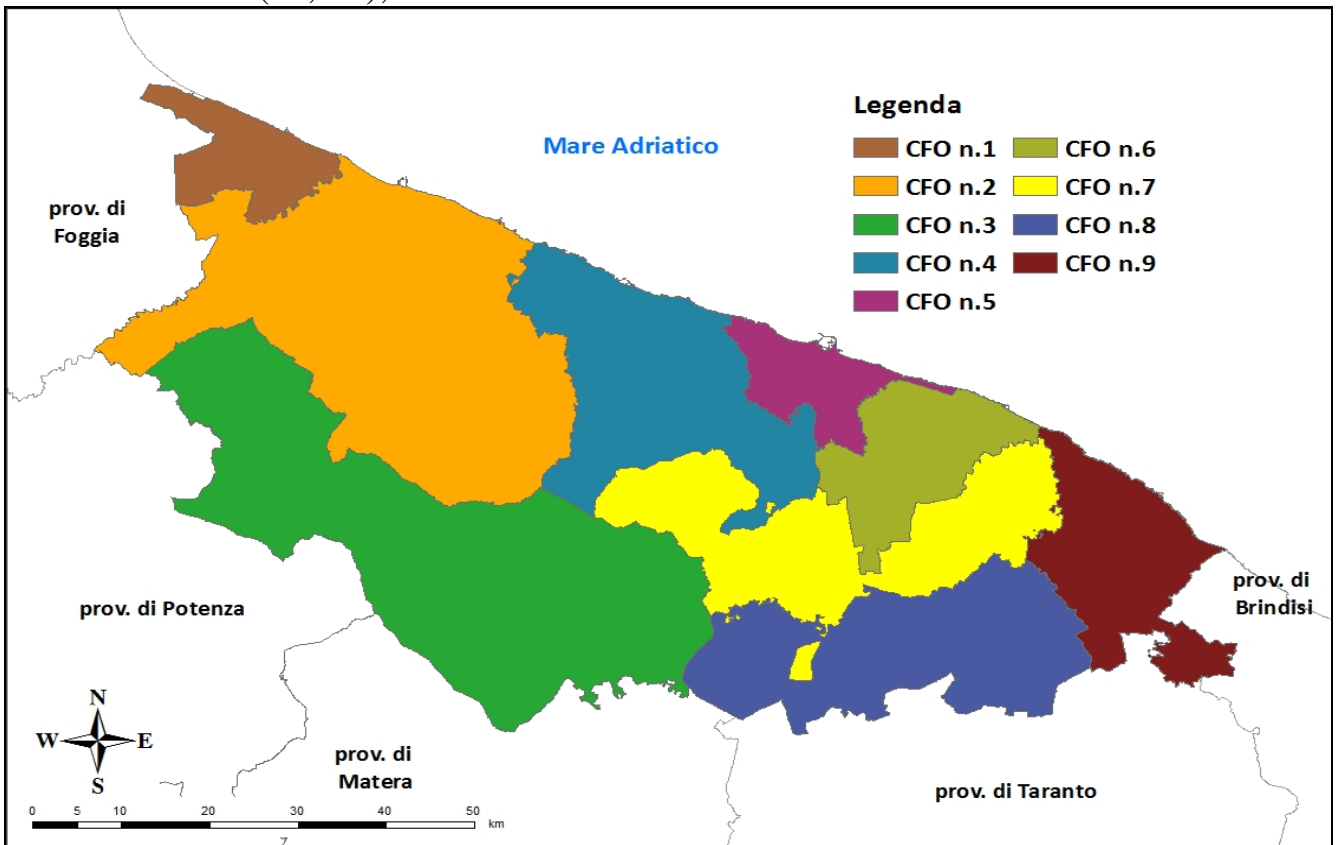 Legenda
Mare Adriatico
CFO n.1
CFO n.6
CFO n.2
CFO n.7
CFO n.3
CFO n.8
CFO n.4
CFO n.9
CFO n.5
prov. di
Foggia
prov. di
Brindisi
prov. di Potenza
N
W
E
S
prov. di
Matera
prov. di Taranto
0 5 10 20 30 40 50
km